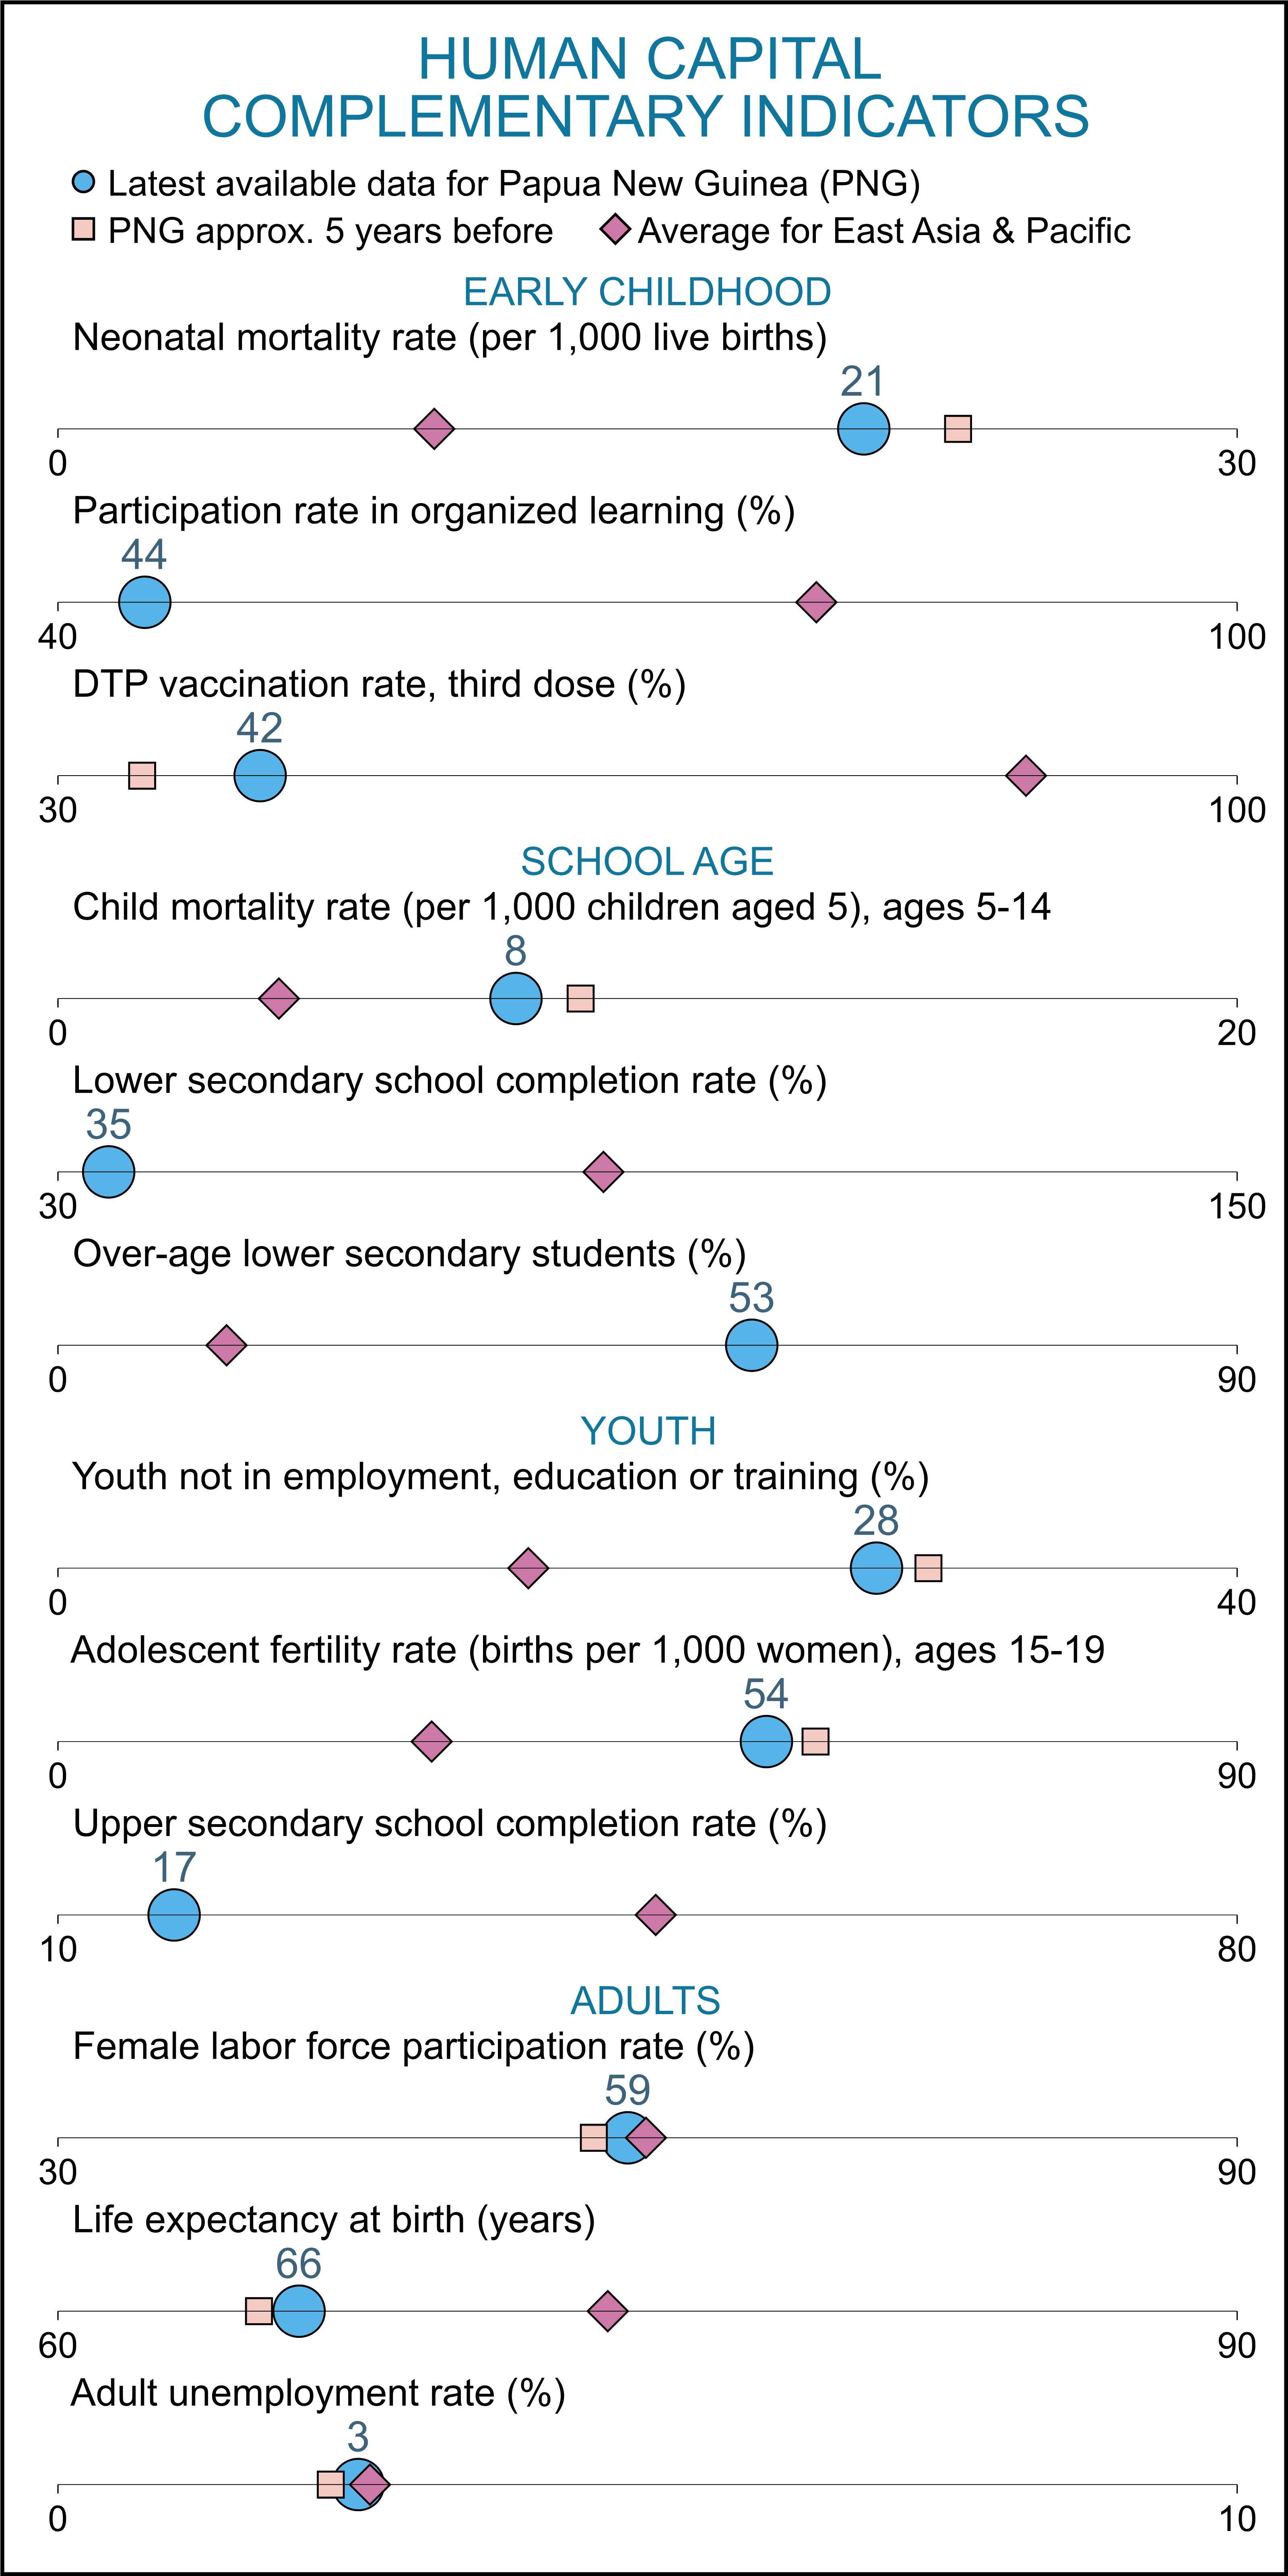 HUMAN CAPITAL
COMPLEMENTARY INDICATORS
Latest available data for Papua New Guinea (PNG)
PNG approx. 5 years before
Average for East Asia & Pacific
EARLY CHILDHOOD
Neonatal mortality rate (per 1,000 live births)
21
0
30
Participation rate in organized learning (%)
44
40
100
DTP vaccination rate, third dose (%)
42
30
100
SCHOOL AGE
Child mortality rate (per 1,000 children aged 5), ages 5-14
8
0
20
Lower secondary school completion rate (%)
35
30
150
Over-age lower secondary students (%)
53
0
90
YOUTH
Youth not in employment, education or training (%)
28
0
40
Adolescent fertility rate (births per 1,000 women), ages 15-19
54
0
90
Upper secondary school completion rate (%)
17
10
80
ADULTS
Female labor force participation rate (%)
59
30
90
Life expectancy at birth (years)
66
60
90
Adult unemployment rate (%)
3
0
10